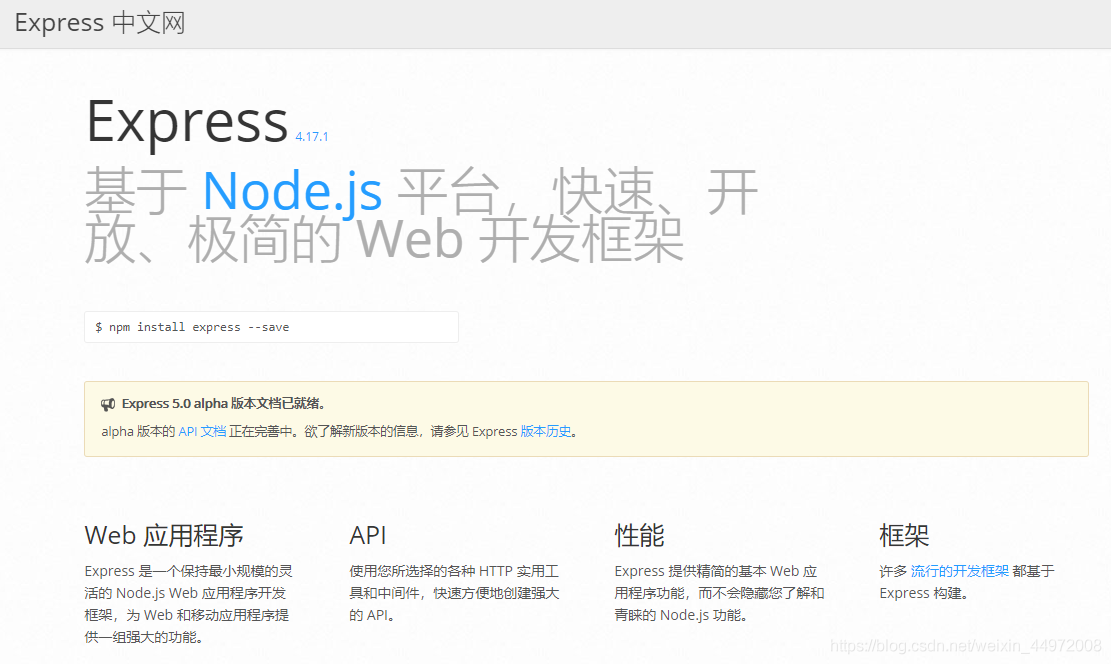 Express 中文网
Express 4.17.1
基于 Node.js 平台，快速、开
放、极简的 Web 开发框架
$ npm install express --save
Express 5.0 alpha 版本文档已就绪。
alpha 版本的 API 文档 正在完善中。欲了解新版本的信息，请参见 Express 版本历史。
Web 应用程序
Express 是一个保持最小规模的灵
活的 Node.js Web 应用程序开发
框架，为 Web 和移动应用程序提
供一组强大的功能。
API
使用您所选择的各种 HTTP 实用工
具和中间件，快速方便地创建强大
的 API。
性能
Express 提供精简的基本 Web 应
用程序功能，而不会隐藏您了解和
青睐的 Node.js 功能。
框架
许多 流行的开发框架 都基于
Express 构建。
https://blog.csdn.net/weixin_44972008